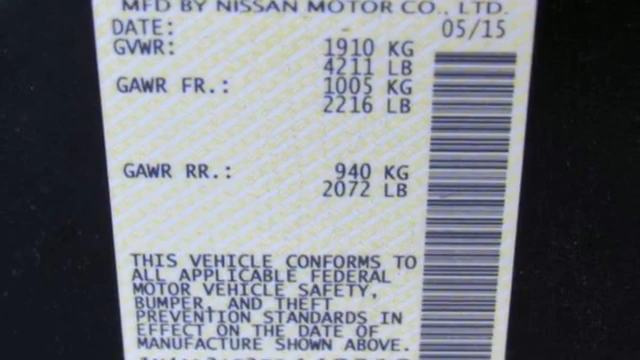 MFD BY NISSAN MOTOR CO., LTD.
DATE: 05/15
GVWR: 1910 KG
4211 LB
GAWR FR.: 1005 KG
2216 LB
GAWR RR.: 940 KG
2072 LB
THIS VEHICLE CONFORMS TO
ALL APPLICABLE FEDERAL
MOTOR VEHICLE SAFETY,
BUMPER, AND THEFT
PREVENTION STANDARDS IN
EFFECT ON THE DATE OF
MANUFACTURE SHOWN ABOVE.